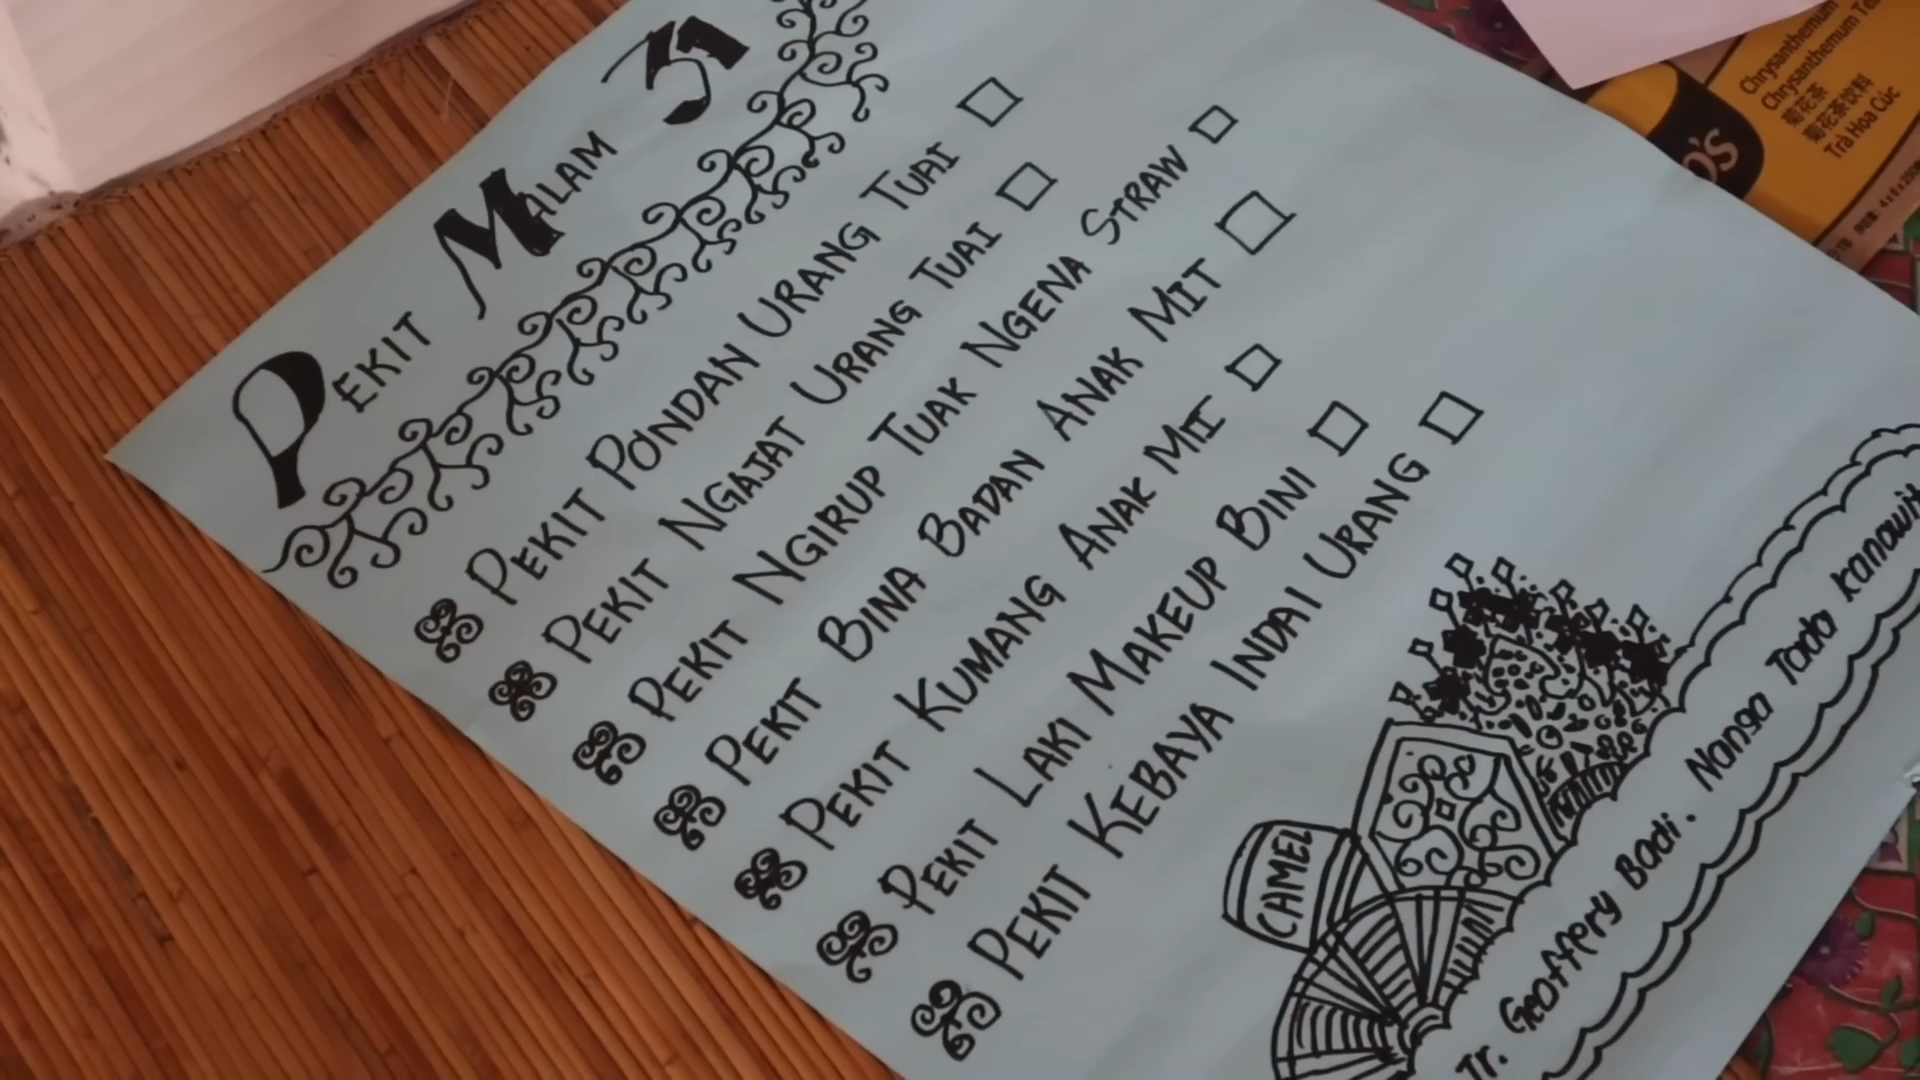 PEKIT MALAM 31
PEKIT PONDAN URANG TUAI
PEKIT NGAJAT URANG TUAI
PEKIT NGIRUP TUAK NGENA STRAW
PEKIT BINA BADAN ANAK MIT
PEKIT KUMANG ANAK MIT
PEKIT LAKI MAKEUP BINI
PEKIT KEBAYA INDAI URANG
CAMEL
Tr. Geoffery Badi. Nanga Tada Kanowit
Chrysanthemum
Chrysanthemum Tea
菊花茶
菊花茶饮料
Trà Hoa Cúc
O'S